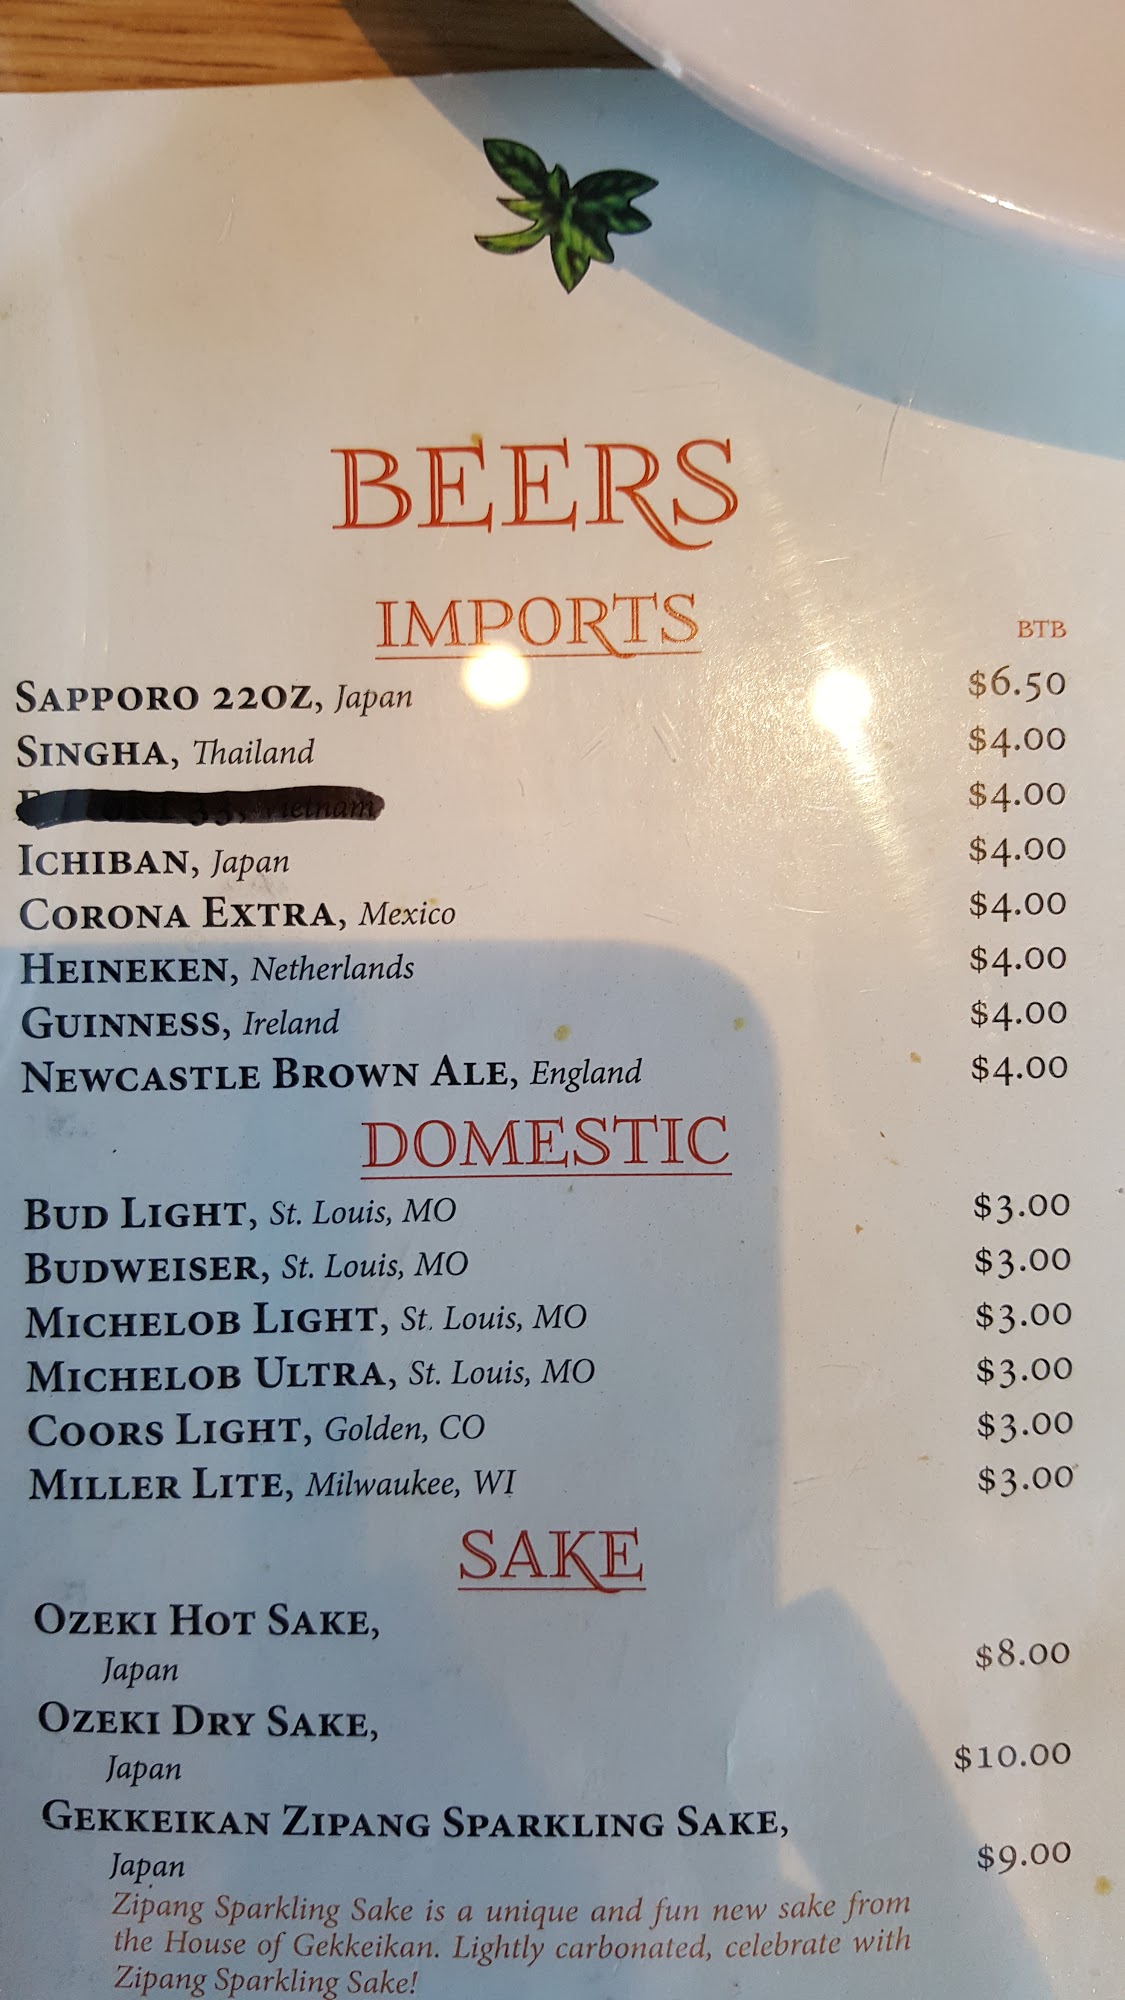 BEERS
IMPORTS
BTB
SAPPORO 22OZ, Japan $6.50
SINGHA, Thailand $4.00
33, Vietnam $4.00
ICHIBAN, Japan $4.00
CORONA EXTRA, Mexico $4.00
HEINEKEN, Netherlands $4.00
GUINNESS, Ireland $4.00
NEWCASTLE BROWN ALE, England $4.00
DOMESTIC
BUD LIGHT, St. Louis, MO $3.00
BUDWEISER, St. Louis, MO $3.00
MICHELOB LIGHT, St. Louis, MO $3.00
MICHELOB ULTRA, St. Louis, MO $3.00
COORS LIGHT, Golden, CO $3.00
MILLER LITE, Milwaukee, WI $3.00
SAKE
OZEKI HOT SAKE,
Japan $8.00
OZEKI DRY SAKE,
Japan $10.00
GEKKEIKAN ZIPANG SPARKLING SAKE,
Japan $9.00
Zipang Sparkling Sake is a unique and fun new sake from
the House of Gekkeikan. Lightly carbonated, celebrate with
Zipang Sparkling Sake!